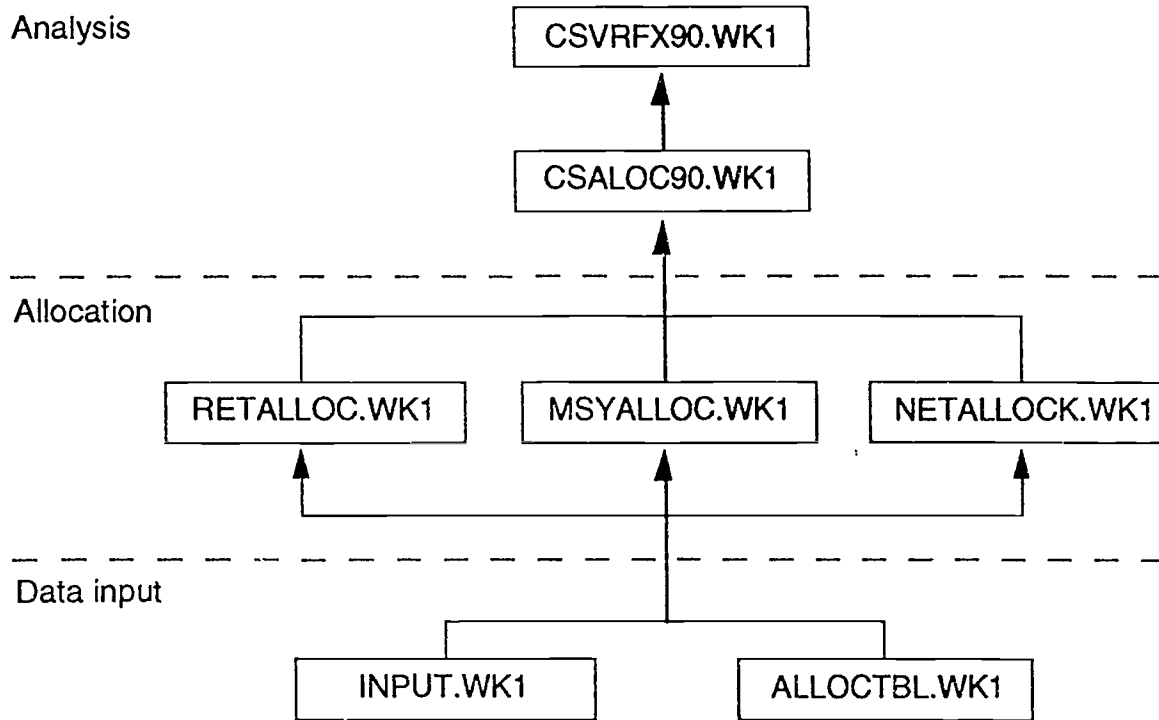 Analysis
CSVRFX90.WK1
CSALOC90.WK1
Allocation
RETALLOC.WK1
MSYALLOC.WK1
NETALLOCK.WK1
Data input
INPUT.WK1
ALLOCTBL.WK1